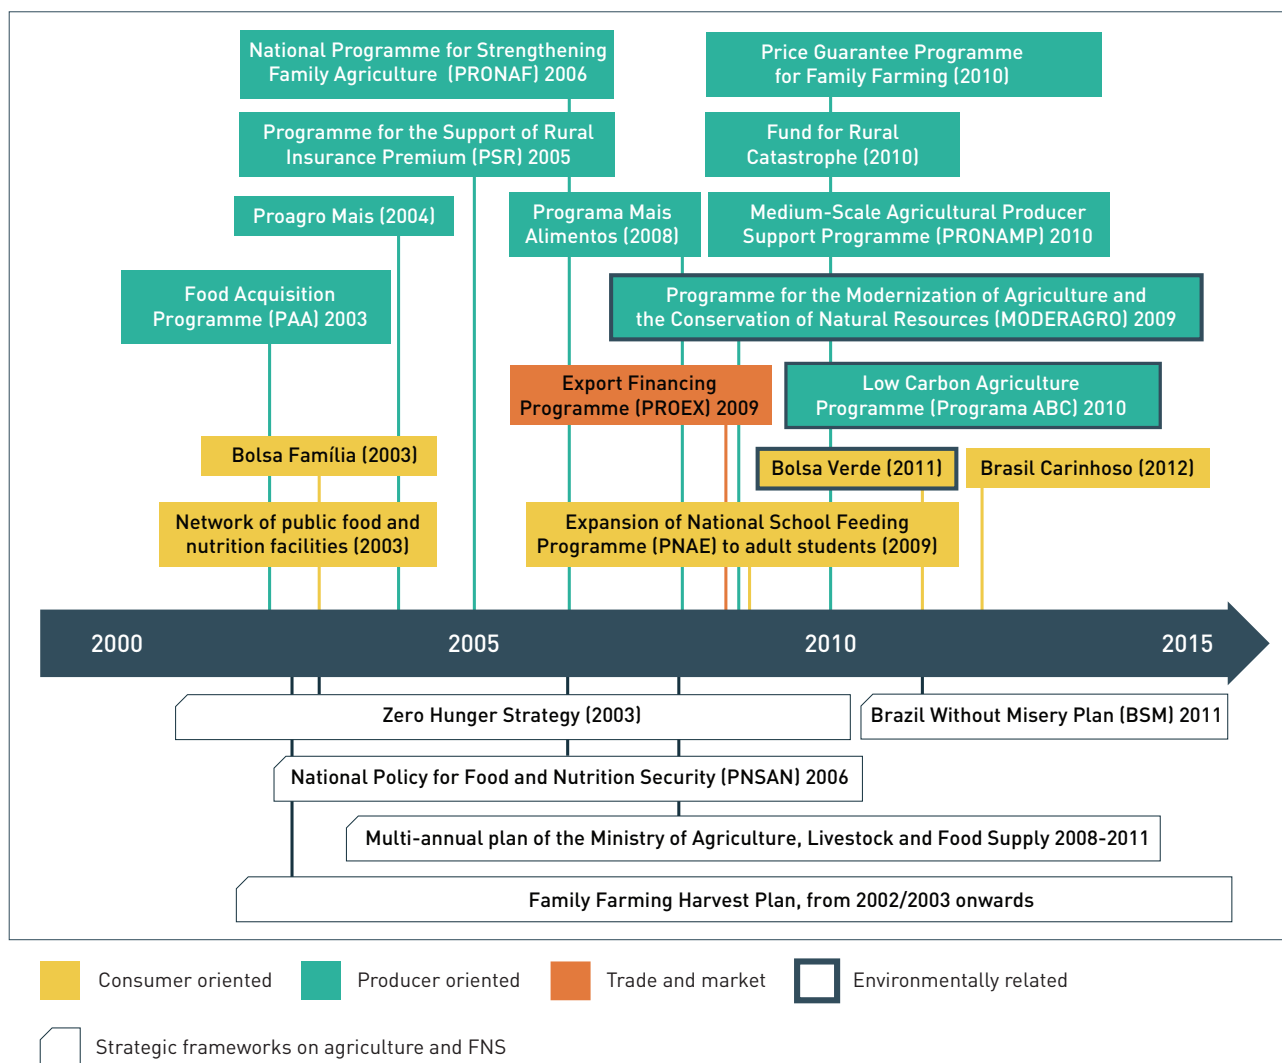 National Programme for Strengthening
Family Agriculture (PRONAF) 2006
Price Guarantee Programme
for Family Farming (2010)
Programme for the Support of Rural
Insurance Premium (PSR) 2005
Fund for Rural
Catastrophe (2010)
Proagro Mais (2004)
Programa Mais
Alimentos (2008)
Medium-Scale Agricultural Producer
Support Programme (PRONAMP) 2010
Food Acquisition
Programme (PAA) 2003
Programme for the Modernization of Agriculture and
the Conservation of Natural Resources (MODERAGRO) 2009
Export Financing
Programme (PROEX) 2009
Low Carbon Agriculture
Programme (Programa ABC) 2010
Bolsa Família (2003)
Bolsa Verde (2011)
Brasil Carinhoso (2012)
Network of public food and
nutrition facilities (2003)
Expansion of National School Feeding
Programme (PNAE) to adult students (2009)
2000
2005
2010
2015
Zero Hunger Strategy (2003)
Brazil Without Misery Plan (BSM) 2011
National Policy for Food and Nutrition Security (PNSAN) 2006
Multi-annual plan of the Ministry of Agriculture, Livestock and Food Supply 2008-2011
Family Farming Harvest Plan, from 2002/2003 onwards
Consumer oriented
Producer oriented
Trade and market
Environmentally related
Strategic frameworks on agriculture and FNS